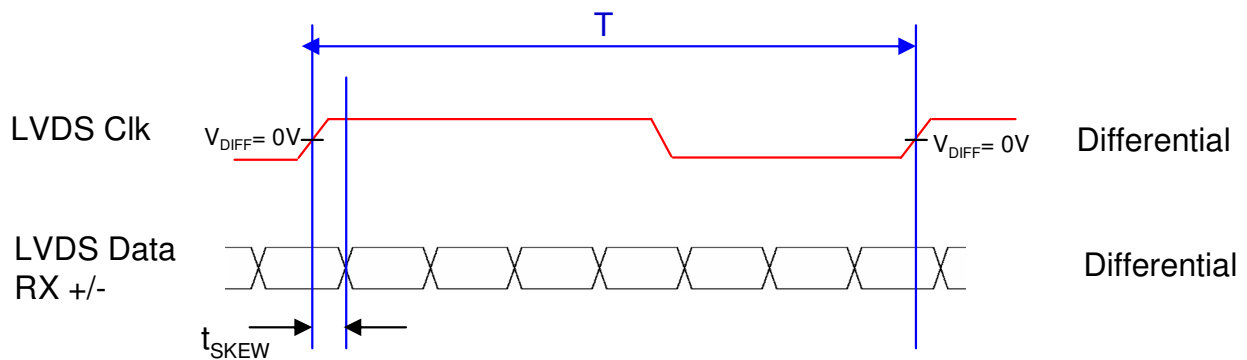 T
LVDS Clk
V_DIFF= 0V
V_DIFF= 0V
Differential
LVDS Data
RX +/-
Differential
t_SKEW